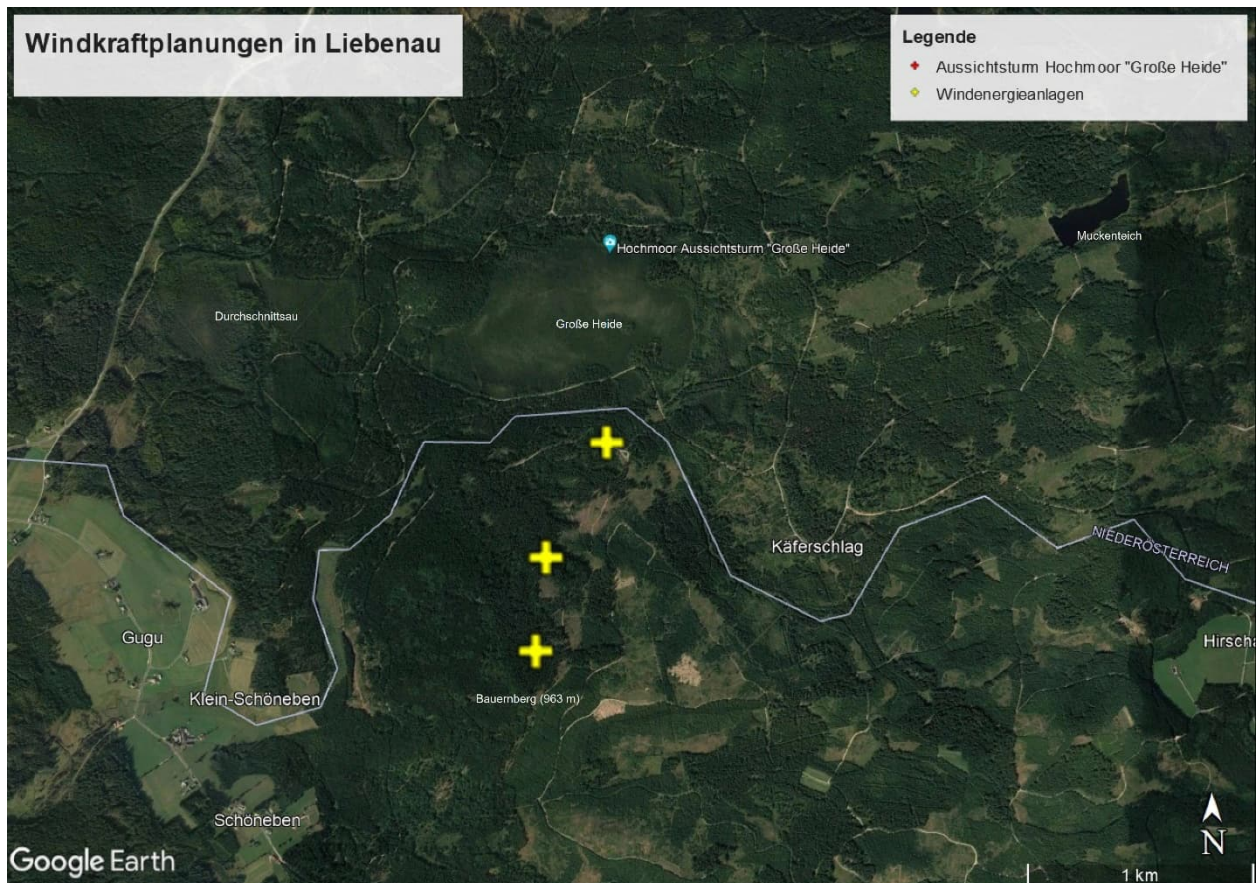 Windkraftplanungen in Liebenau
Legende
Aussichtsturm Hochmoor "Große Heide"
Windenergieanlagen
Muckenteich
Hochmoor Aussichtsturm "Große Heide"
Durchschnittsau
Große Heide
Käferschlag
NIEDERÖSTERREICH
Gugu
Hirscha
Klein-Schöneben
Bauernberg (963 m)
Schöneben
N
Google Earth
1 km